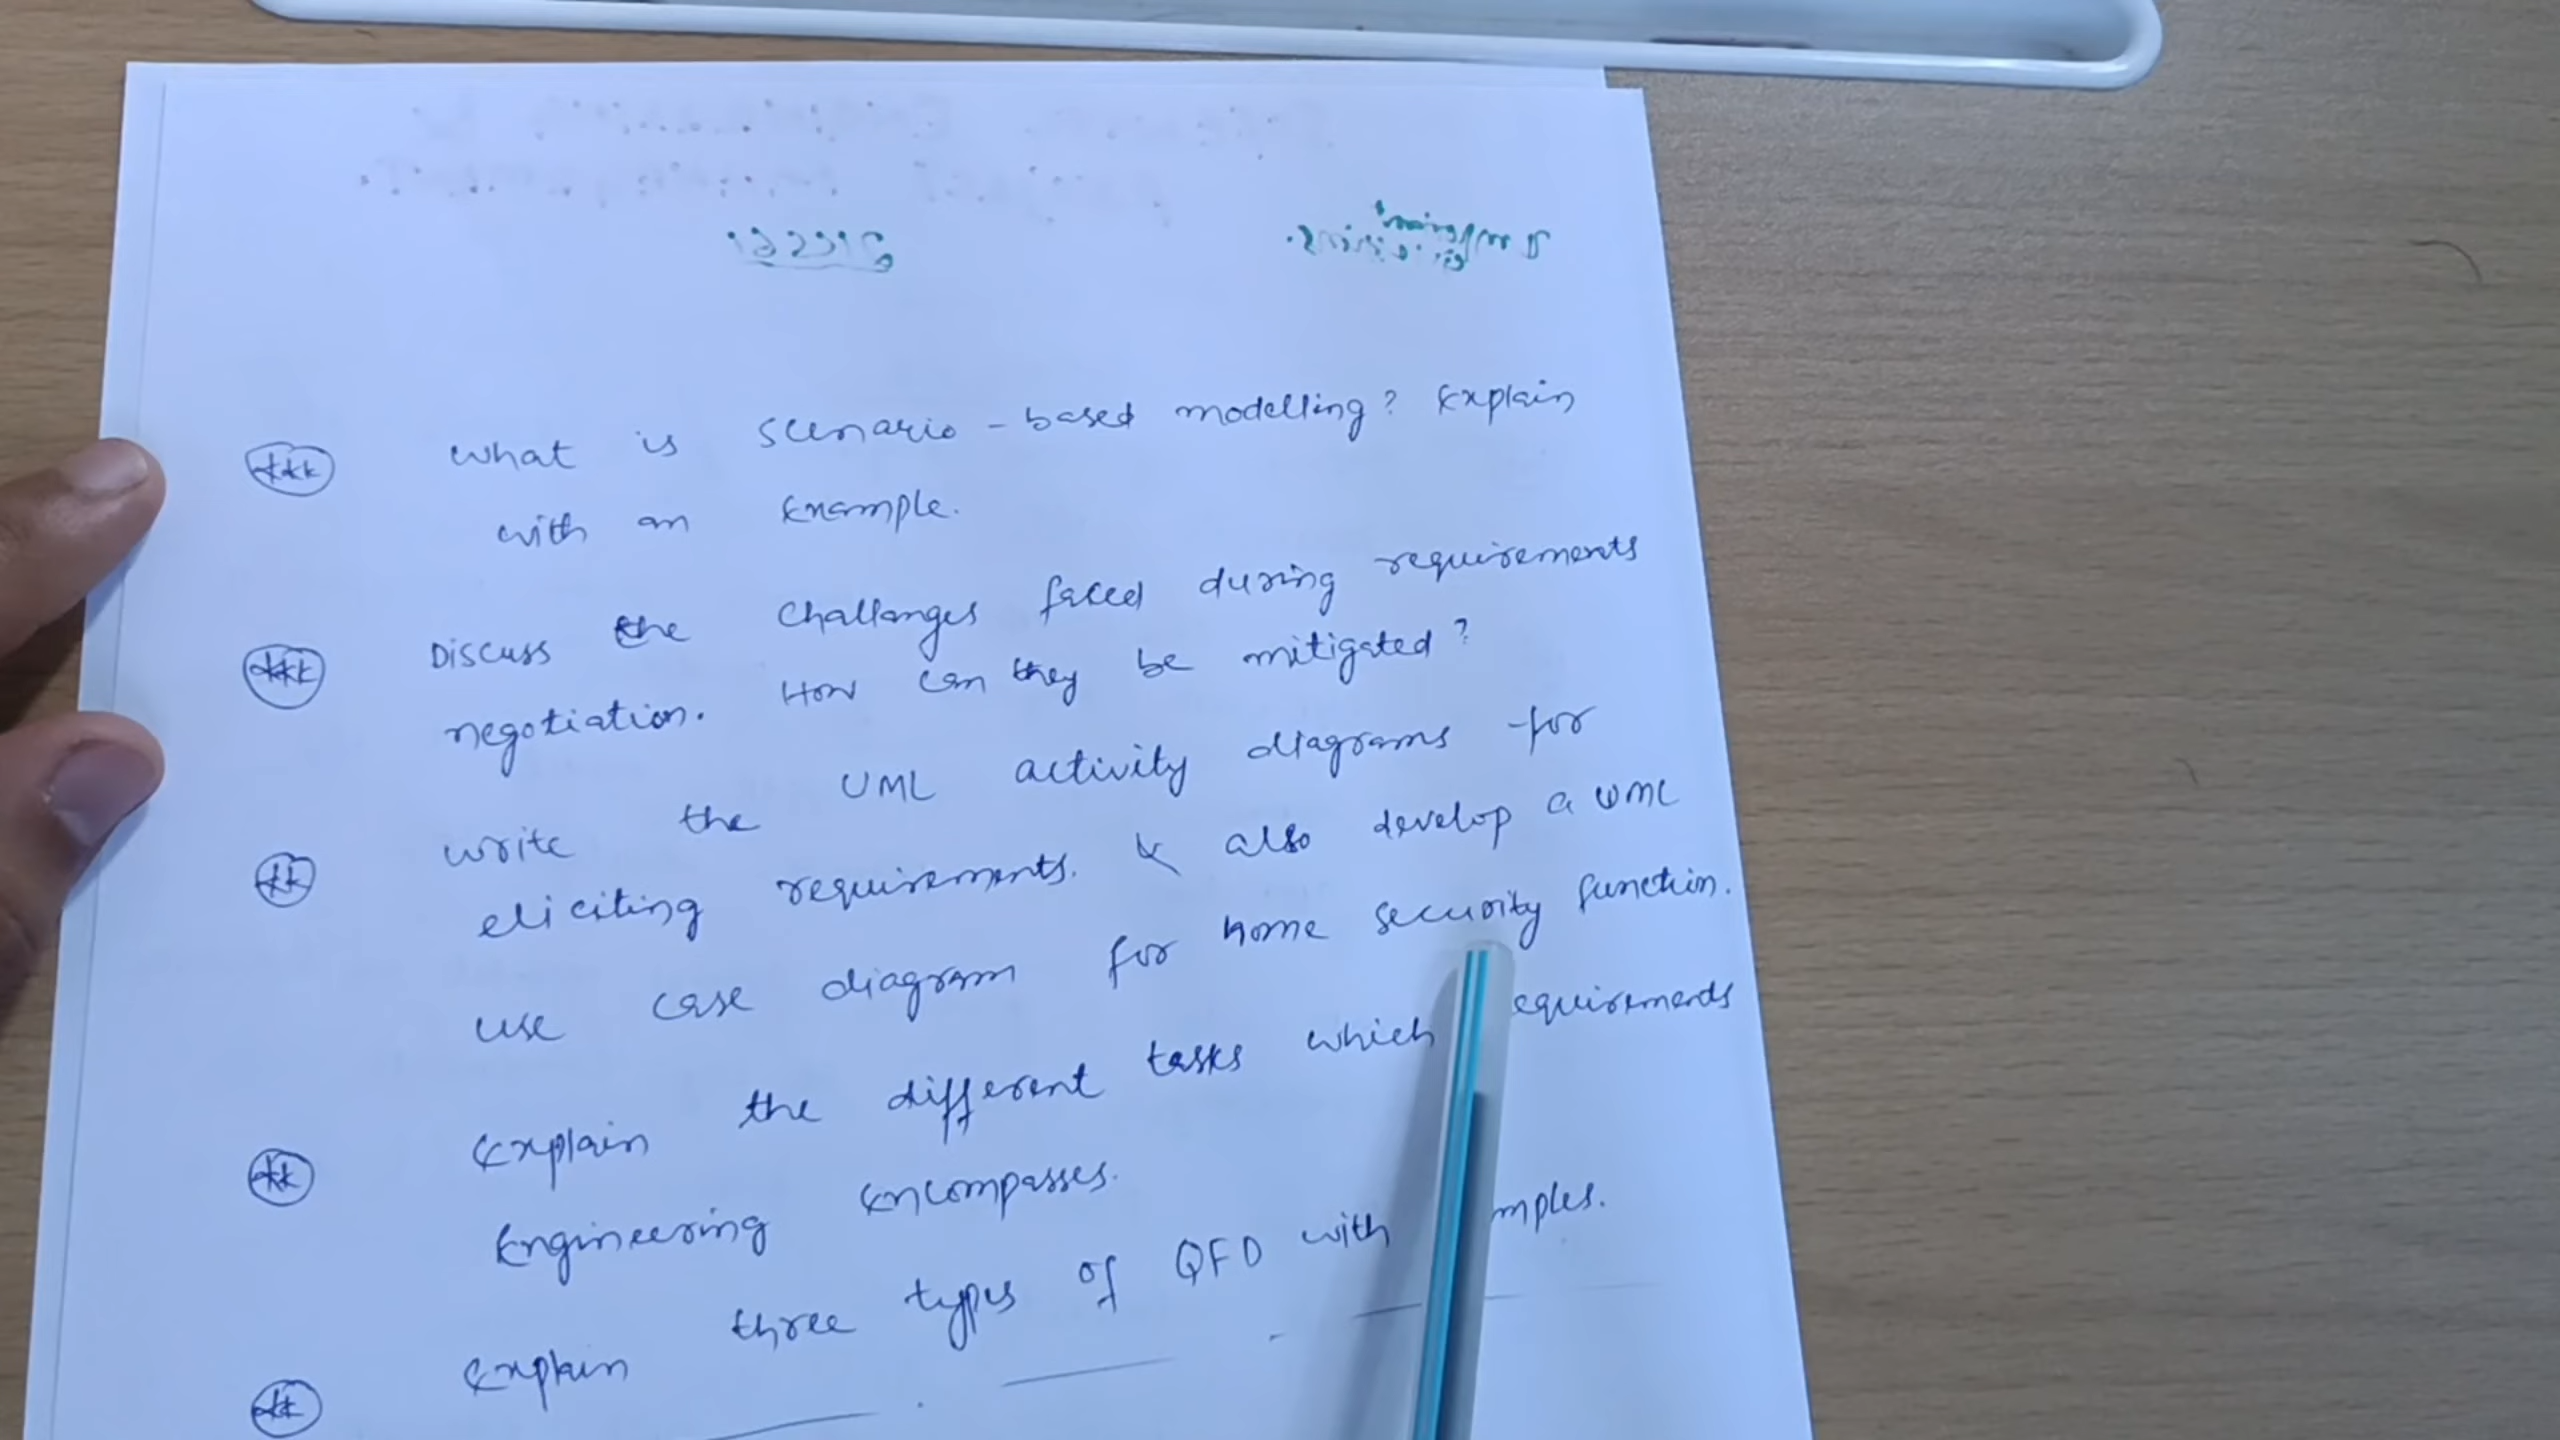 *** What is scenario - based modelling? Explain
with an Example.
*** Discuss the challanges faced during requirements
negotiation. How can they be mitigated?
** write the UML activity diagrams for
eliciting requirements. & also develop a UML
use case diagram for home security function.
** Explain the different tasks which requirements
Engineering Encompasses.
** Explain three types of QFD with